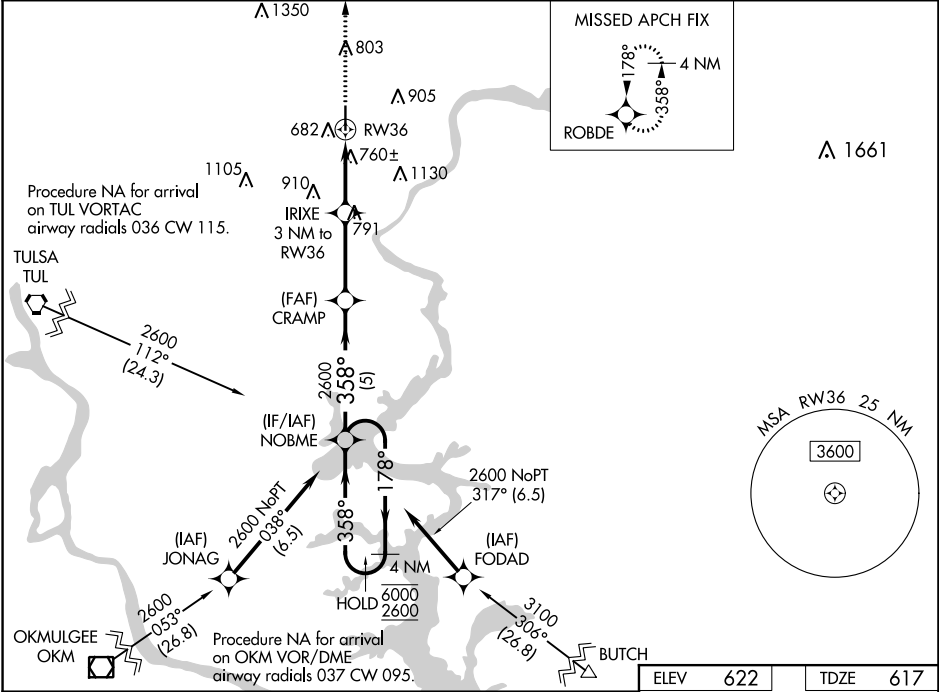 1350
803
905
682
RW36
760±
1105
910
1130
IRIXE
3 NM to
RW36
791
Procedure NA for arrival
on TUL VORTAC
airway radials 036 CW 115.
TULSA
TUL
2600
112°
(24.3)
(FAF)
CRAMP
2600
358°
(5)
(IF/IAF)
NOBME
178°
358°
4 NM
HOLD
6000
2600
2600 NoPT
038°
(6.5)
(IAF)
JONAG
2600 NoPT
317° (6.5)
(IAF)
FODAD
2600
053°
(26.8)
OKMULGEE
OKM
Procedure NA for arrival
on OKM VOR/DME
airway radials 037 CW 095.
3100
306°
(26.8)
BUTCH
MISSED APCH FIX
178°
358°
4 NM
ROBDE
1661
MSA RW36 25 NM
3600
ELEV 622
TDZE 617